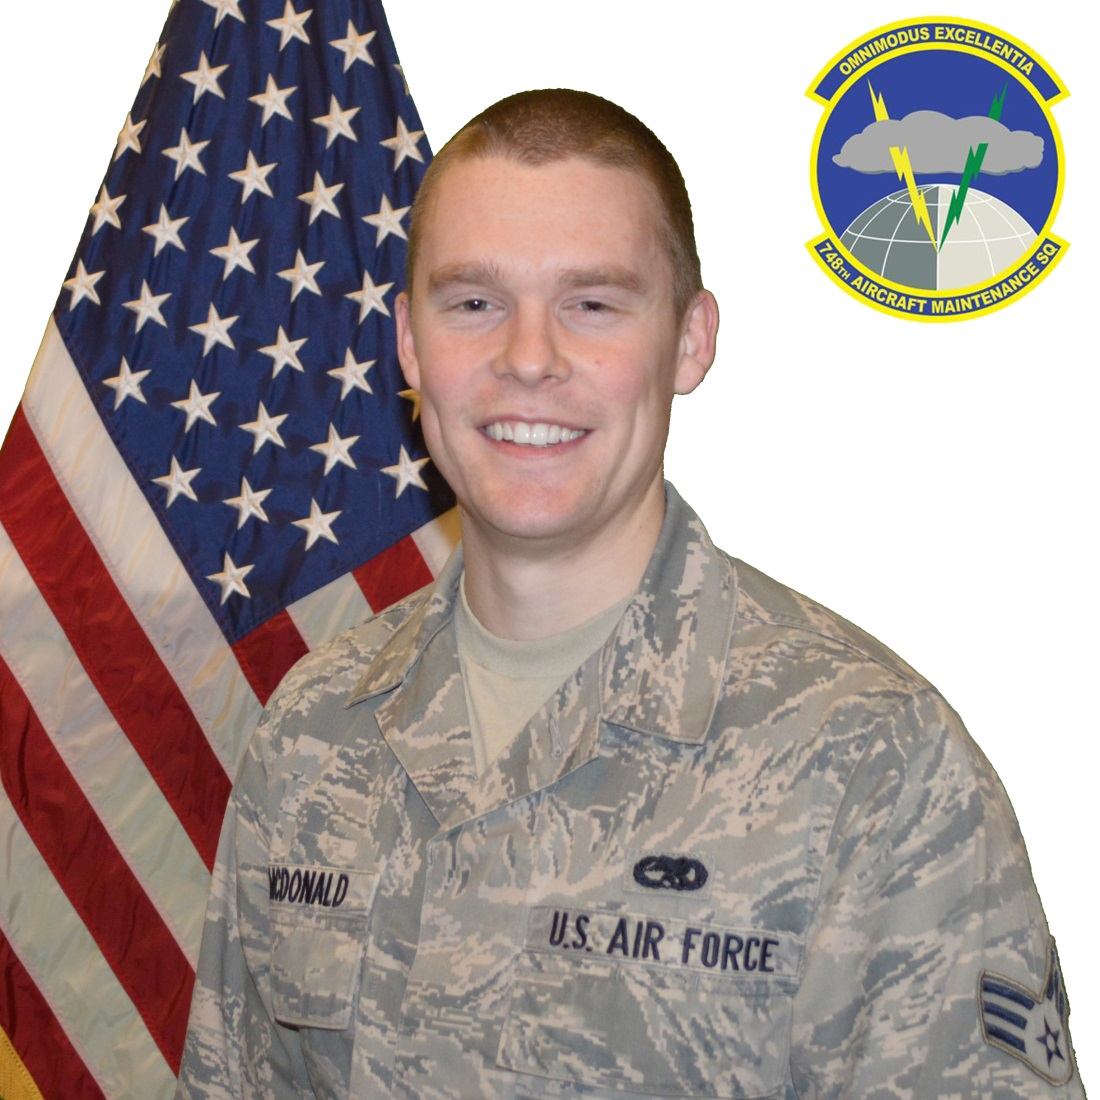 OMNIMODUS EXCELLENTIA
748TH AIRCRAFT MAINTENANCE SQ
MCDONALD
U.S. AIR FORCE